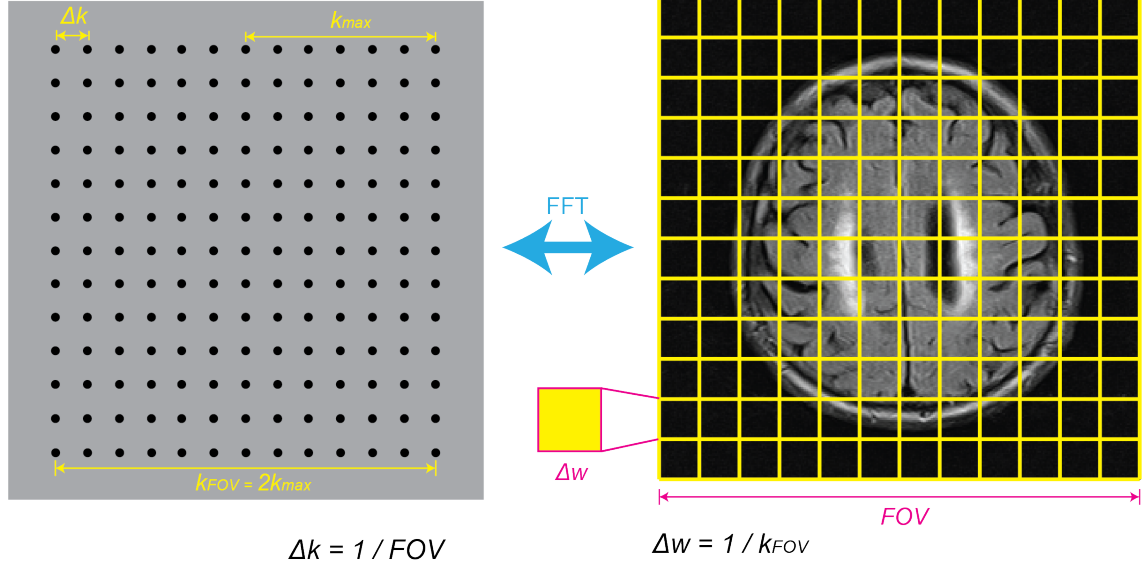 Δk
kmax
FFT
kFOV = 2kmax
Δw
FOV
Δk = 1 / FOV
Δw = 1 / kFOV